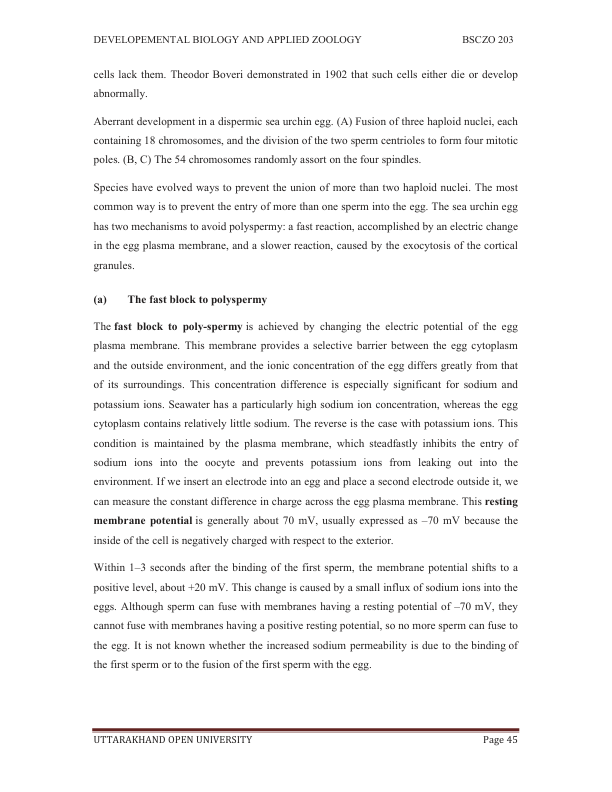 DEVELOPEMENTAL BIOLOGY AND APPLIED ZOOLOGY BSCZO 203
cells lack them. Theodor Boveri demonstrated in 1902 that such cells either die or develop
abnormally.
Aberrant development in a dispermic sea urchin egg. (A) Fusion of three haploid nuclei, each
containing 18 chromosomes, and the division of the two sperm centrioles to form four mitotic
poles. (B, C) The 54 chromosomes randomly assort on the four spindles.
Species have evolved ways to prevent the union of more than two haploid nuclei. The most
common way is to prevent the entry of more than one sperm into the egg. The sea urchin egg
has two mechanisms to avoid polyspermy: a fast reaction, accomplished by an electric change
in the egg plasma membrane, and a slower reaction, caused by the exocytosis of the cortical
granules.
(a) The fast block to polyspermy
The fast block to poly-spermy is achieved by changing the electric potential of the egg
plasma membrane. This membrane provides a selective barrier between the egg cytoplasm
and the outside environment, and the ionic concentration of the egg differs greatly from that
of its surroundings. This concentration difference is especially significant for sodium and
potassium ions. Seawater has a particularly high sodium ion concentration, whereas the egg
cytoplasm contains relatively little sodium. The reverse is the case with potassium ions. This
condition is maintained by the plasma membrane, which steadfastly inhibits the entry of
sodium ions into the oocyte and prevents potassium ions from leaking out into the
environment. If we insert an electrode into an egg and place a second electrode outside it, we
can measure the constant difference in charge across the egg plasma membrane. This resting
membrane potential is generally about 70 mV, usually expressed as –70 mV because the
inside of the cell is negatively charged with respect to the exterior.
Within 1–3 seconds after the binding of the first sperm, the membrane potential shifts to a
positive level, about +20 mV. This change is caused by a small influx of sodium ions into the
eggs. Although sperm can fuse with membranes having a resting potential of –70 mV, they
cannot fuse with membranes having a positive resting potential, so no more sperm can fuse to
the egg. It is not known whether the increased sodium permeability is due to the binding of
the first sperm or to the fusion of the first sperm with the egg.
UTTARAKHAND OPEN UNIVERSITY Page 45